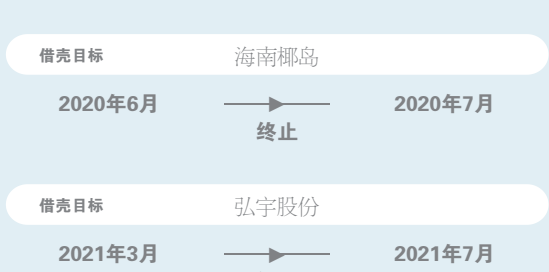 借壳目标 海南椰岛
2020年6月 2020年7月
终止
借壳目标 弘宇股份
2021年3月 2021年7月